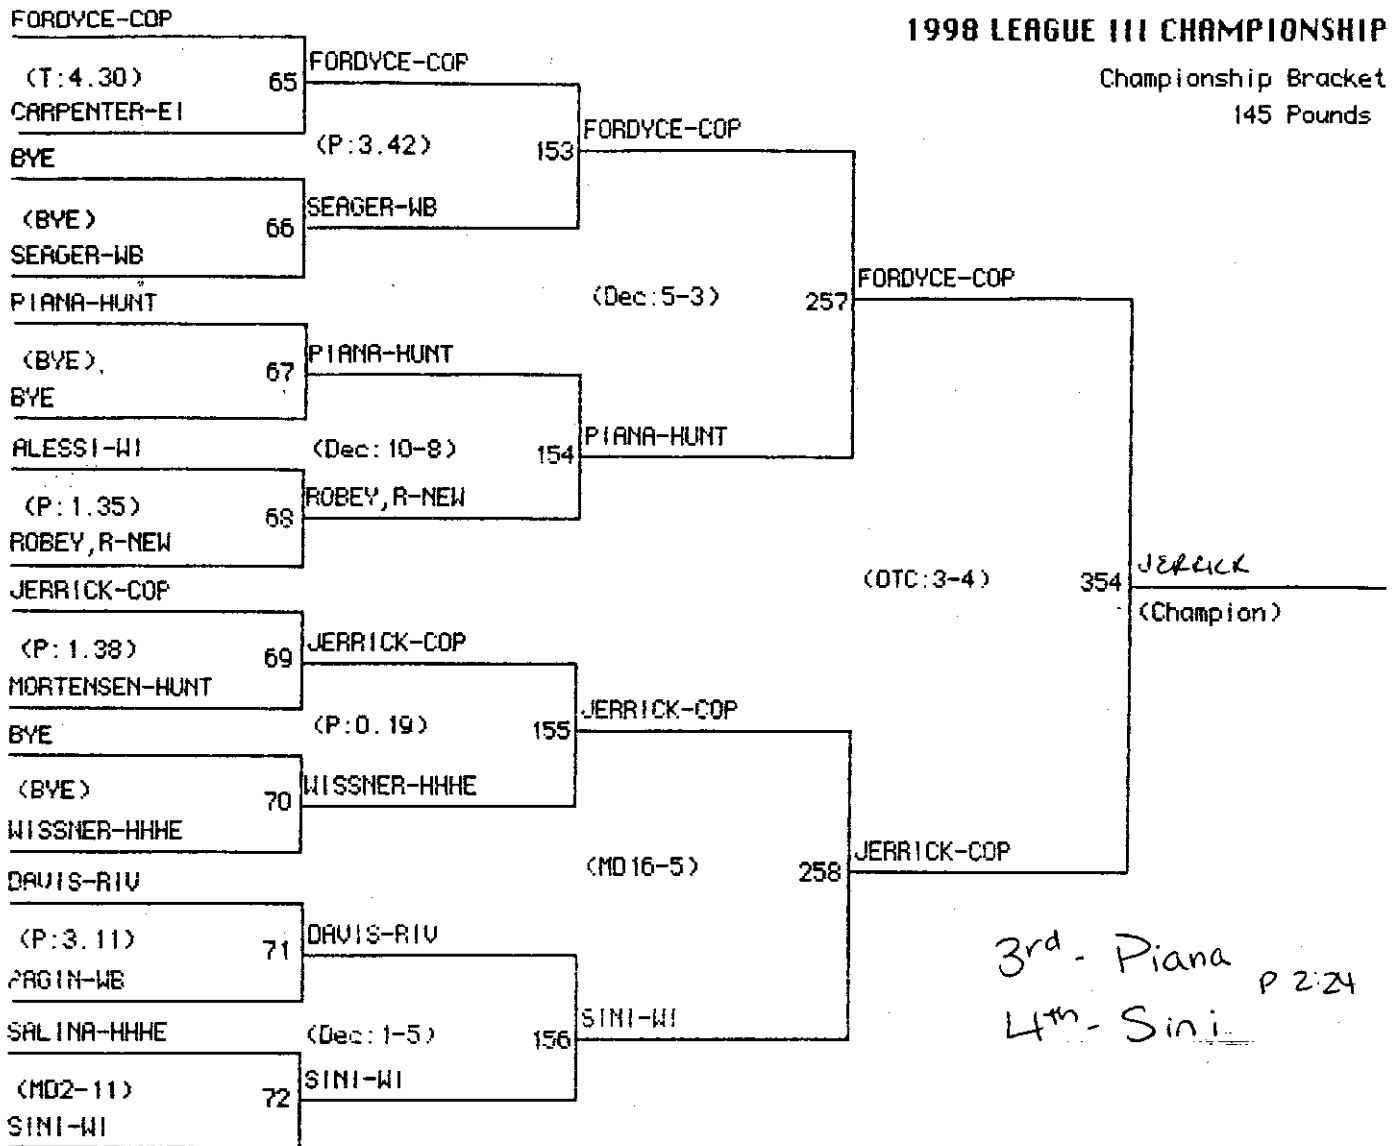 1998 LEAGUE III CHAMPIONSHIP
Championship Bracket
145 Pounds
FORDYCE-COP
(T:4.30)
65
CARPENTER-EI
BYE
(BYE)
66
SEAGER-WB
PIANA-HUNT
(BYE)
67
BYE
ALESSI-WI
(P:1.35)
68
ROBEY,R-NEW
JERRICK-COP
(P:1.38)
69
MORTENSEN-HUNT
BYE
(BYE)
70
WISSNER-HHHE
DAVIS-RIV
(P:3.11)
71
SALINA-HHHE
(MD2-11)
72
SINI-WI
FORDYCE-COP
(P:3.42)
153
SEAGER-WB
PIANA-HUNT
(Dec:10-8)
154
ROBEY,R-NEW
JERRICK-COP
(P:0.19)
155
WISSNER-HHHE
DAVIS-RIV
(Dec:1-5)
156
SINI-WI
FORDYCE-COP
(Dec:5-3)
257
PIANA-HUNT
JERRICK-COP
(MD16-5)
258
SINI-WI
FORDYCE-COP
(OTC:3-4)
354
JERRICK-COP
JERRICK
(Champion)
3rd - Piana
P 2:24
4th - Sini